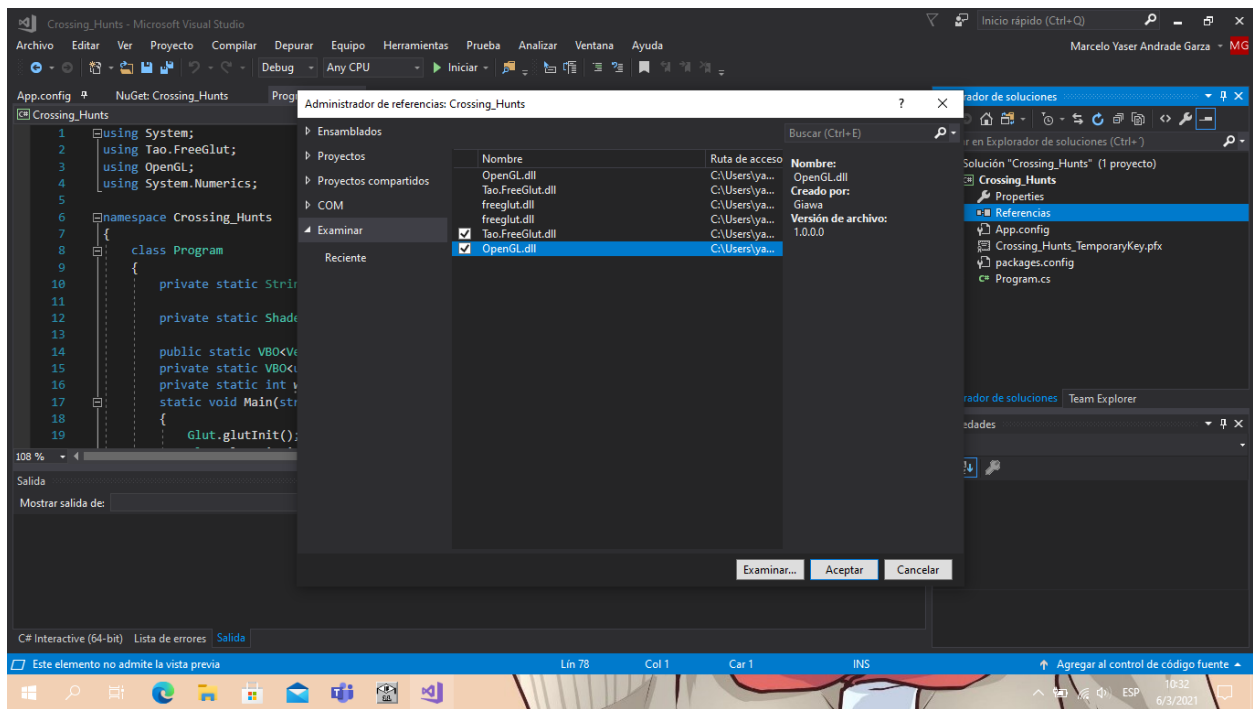 Crossing_Hunts - Microsoft Visual Studio
Inicio rápido (Ctrl+Q)
Archivo Editar Ver Proyecto Compilar Depurar Equipo Herramientas Prueba Analizar Ventana Ayuda
Marcelo Yaser Andrade Garza MG
Debug Any CPU Iniciar
App.config NuGet: Crossing_Hunts Progr
C# Crossing_Hunts
1 using System;
2 using Tao.FreeGlut;
3 using OpenGL;
4 using System.Numerics;
5
6 namespace Crossing_Hunts
7 {
8 class Program
9 {
10 private static Strin
11
12 private static Shade
13
14 public static VBO<Ve
15 private static VBO<u
16 private static int w
17 static void Main(str
18 {
19 Glut.glutInit();
108 %
Salida
Mostrar salida de:
C# Interactive (64-bit) Lista de errores Salida
Administrador de referencias: Crossing_Hunts ? ×
Ensamblados
Proyectos
Proyectos compartidos
COM
Examinar
Reciente
Buscar (Ctrl+E)
Nombre Ruta de acceso
OpenGL.dll C:\Users\ya...
Tao.FreeGlut.dll C:\Users\ya...
freeglut.dll C:\Users\ya...
freeglut.dll C:\Users\ya...
Tao.FreeGlut.dll C:\Users\ya...
OpenGL.dll C:\Users\ya...
Nombre:
OpenGL.dll
Creado por:
Giawa
Versión de archivo:
1.0.0.0
Examinar... Aceptar Cancelar
rador de soluciones
ar en Explorador de soluciones (Ctrl+´)
Solución "Crossing_Hunts" (1 proyecto)
Crossing_Hunts
Properties
Referencias
App.config
Crossing_Hunts_TemporaryKey.pfx
packages.config
C# Program.cs
rador de soluciones Team Explorer
edades
Este elemento no admite la vista previa Lín 78 Col 1 Car 1 INS Agregar al control de código fuente
ESP
10:32
6/3/2021